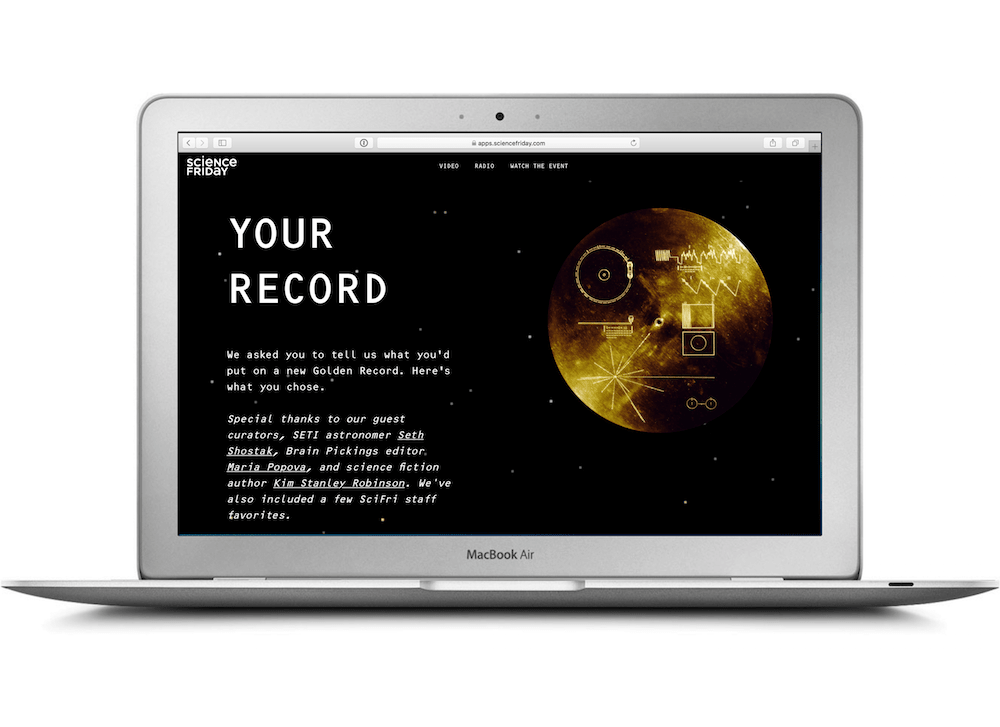 apps.sciencefriday.com
SCIENCE
FRIDAY
VIDEO RADIO WATCH THE EVENT
YOUR
RECORD
We asked you to tell us what you'd
put on a new Golden Record. Here's
what you chose.
Special thanks to our guest
curators, SETI astronomer Seth
Shostak, Brain Pickings editor
Maria Popova, and science fiction
author Kim Stanley Robinson. We've
also included a few SciFri staff
favorites.
MacBook Air